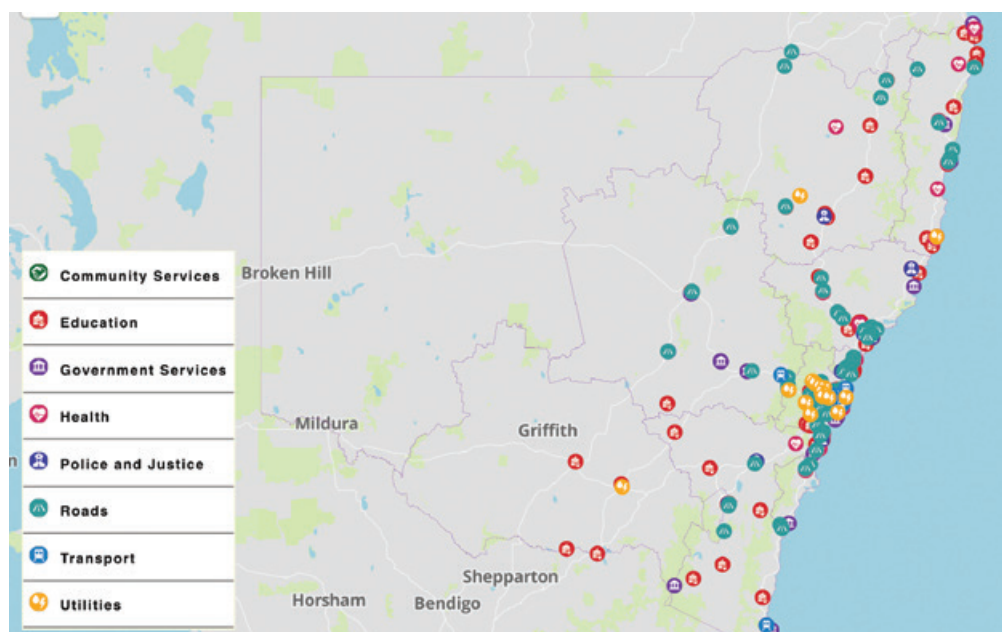 Broken Hill
Mildura
Griffith
Shepparton
Horsham
Bendigo
Community Services
Education
Government Services
Health
Police and Justice
Roads
Transport
Utilities